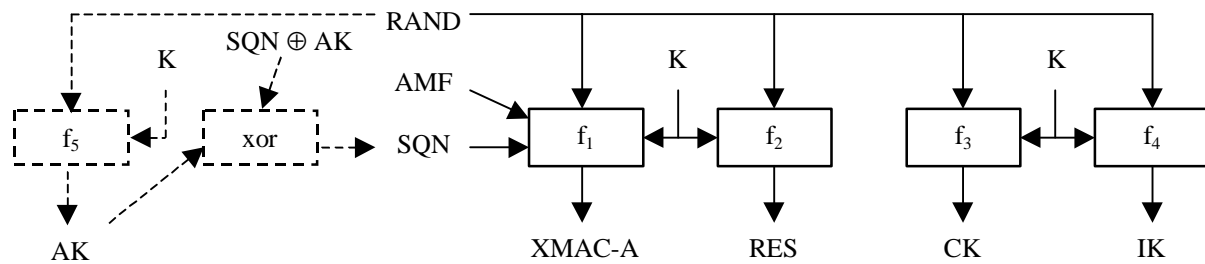 RAND
SQN ⊕ AK
K
K
K
AMF
f₅
xor
SQN
f₁
f₂
f₃
f₄
AK
XMAC-A
RES
CK
IK